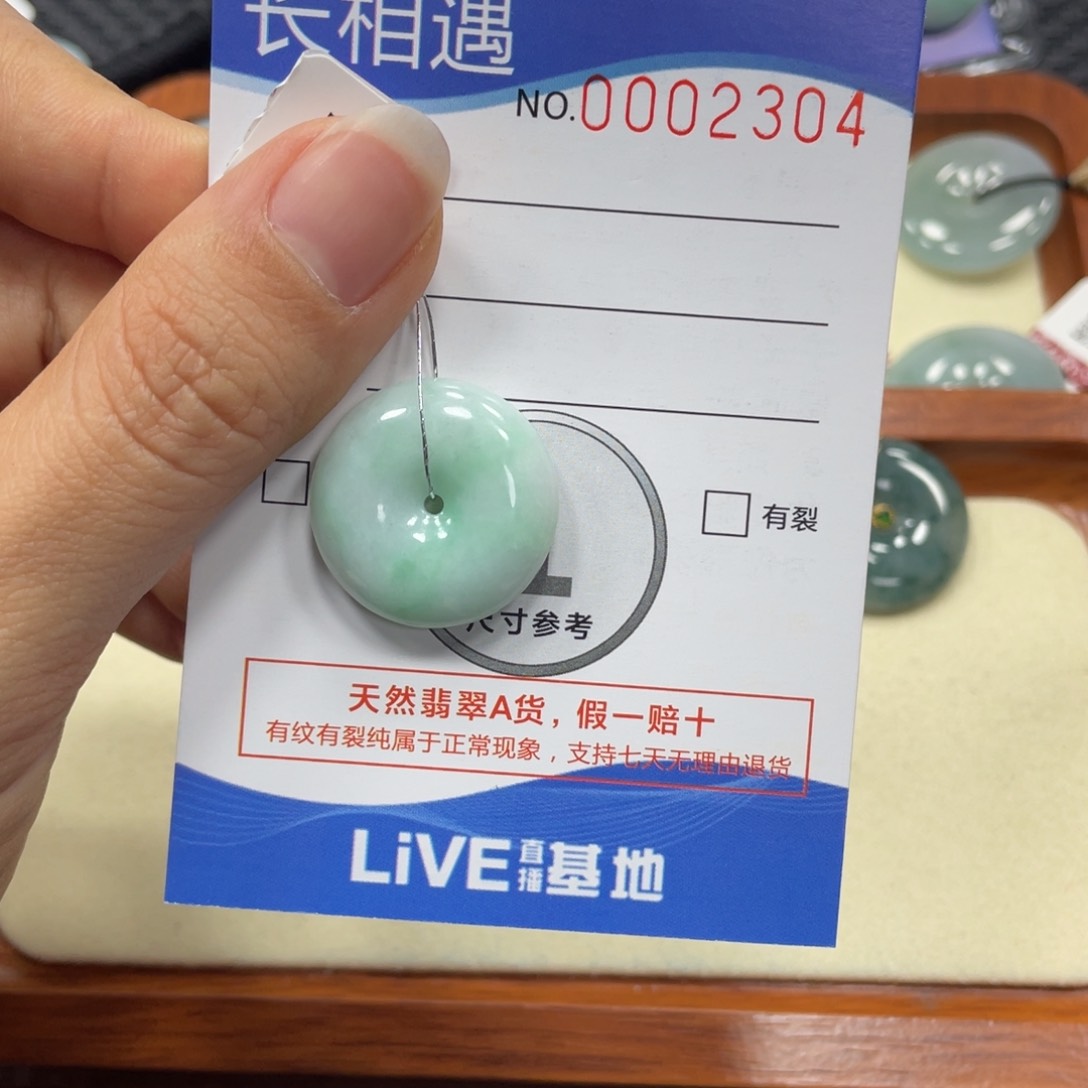 长相遇
NO.0002304
有裂
尺寸参考
天然翡翠A货，假一赔十
有纹有裂纯属于正常现象，支持七天无理由退货
LiVE直播基地